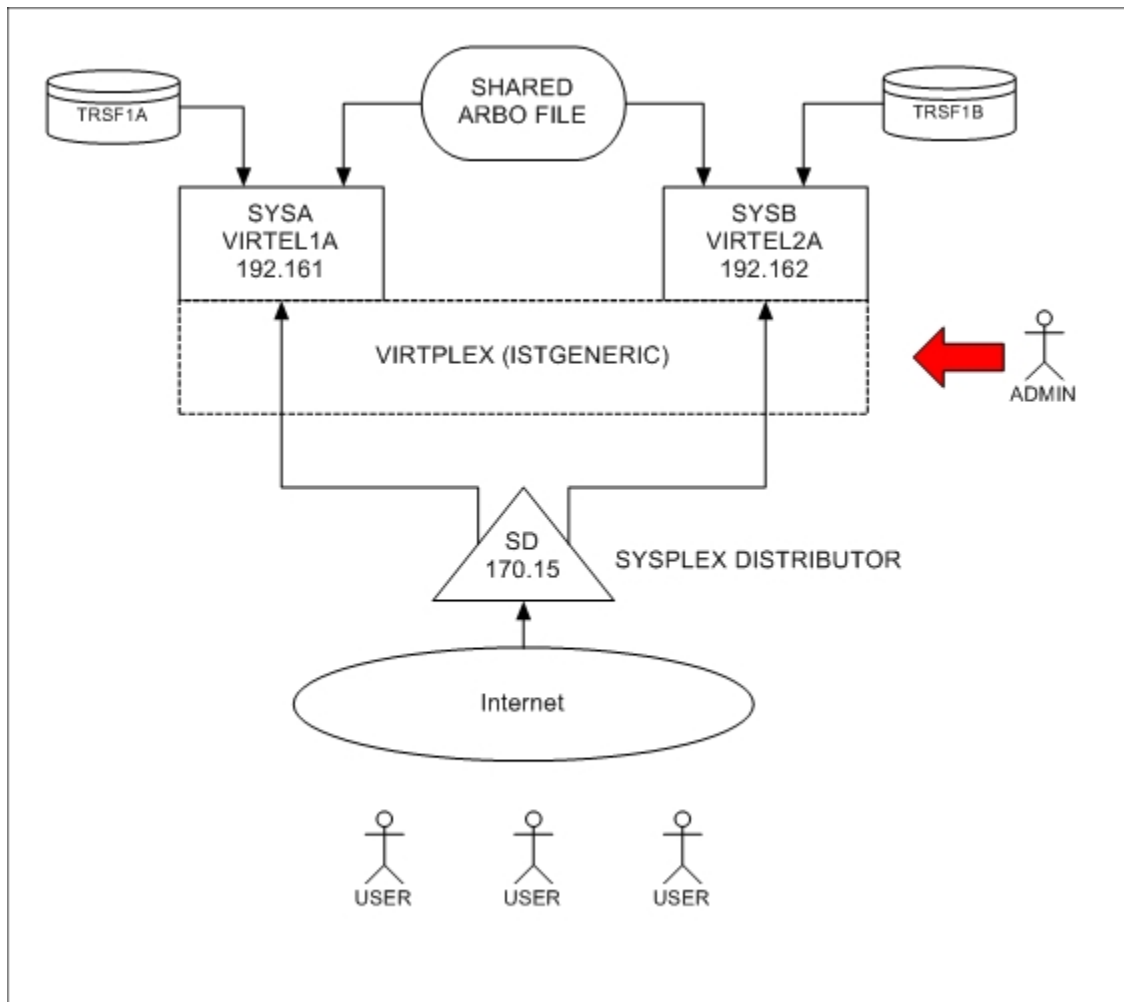 SHARED
ARBO FILE
TRSF1A
TRSF1B
SYSA
VIRTEL1A
192.161
SYSB
VIRTEL2A
192.162
VIRTPLEX (ISTGENERIC)
ADMIN
SD
170.15
SYSPLEX DISTRIBUTOR
Internet
USER
USER
USER